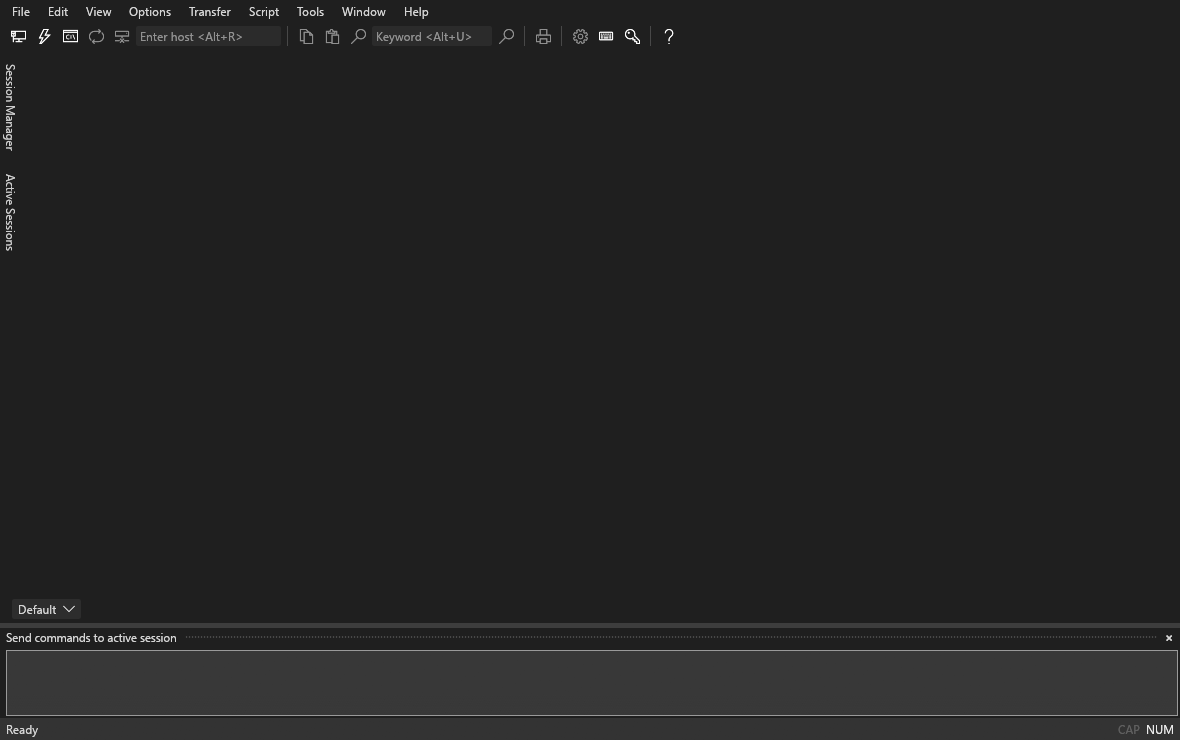 File Edit View Options Transfer Script Tools Window Help
Enter host <Alt+R> Keyword <Alt+U> ?
Session Manager
Active Sessions
Default
Send commands to active session
Ready CAP NUM